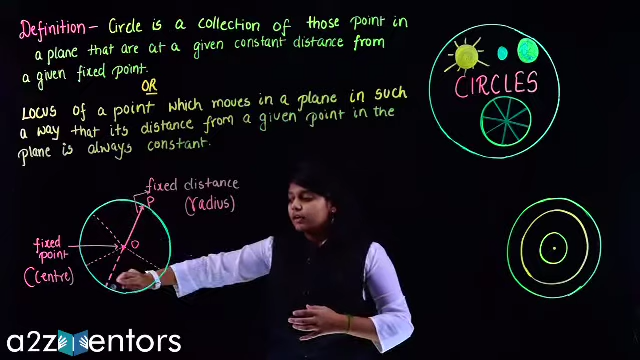 Definition - Circle is a collection of those point in
a plane that are at a given constant distance from
a given fixed point.
OR
Locus of a point which moves in a plane in such
a way that its distance from a given point in the
plane is always constant.
CIRCLES
fixed distance
P (radius)
fixed
point
O
(centre)
a2zmentors